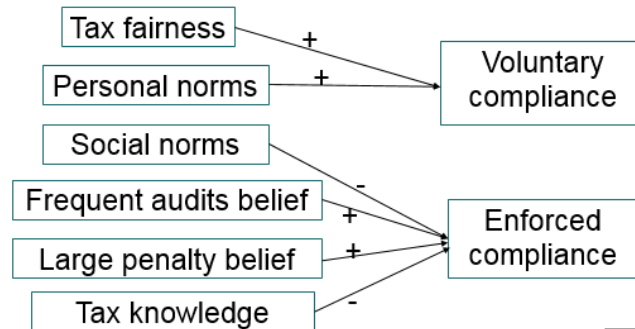 Tax fairness
+
Personal norms
+
Voluntary
compliance
Social norms
-
Frequent audits belief
+
Large penalty belief
+
Tax knowledge
-
Enforced
compliance